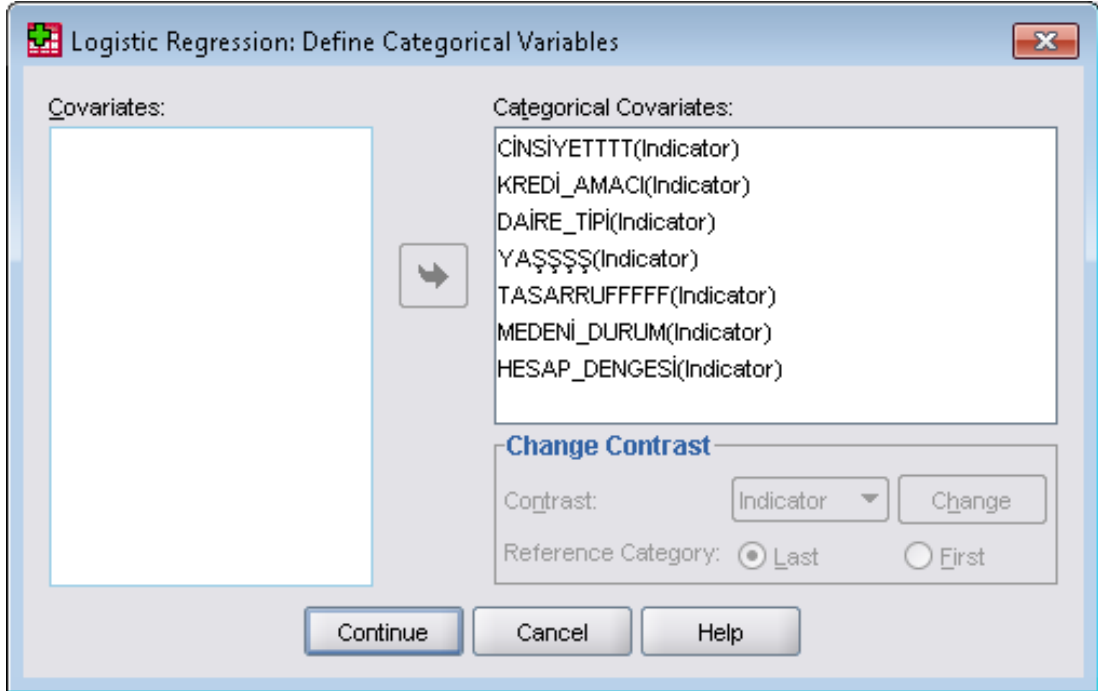 Logistic Regression: Define Categorical Variables
Covariates:
Categorical Covariates:
CİNSİYETTTT(Indicator)
KREDİ_AMACI(Indicator)
DAİRE_TİPİ(Indicator)
YAŞŞŞŞ(Indicator)
TASARRUFFFFF(Indicator)
MEDENİ_DURUM(Indicator)
HESAP_DENGESİ(Indicator)
Change Contrast
Contrast: Indicator Change
Reference Category: Last First
Continue Cancel Help